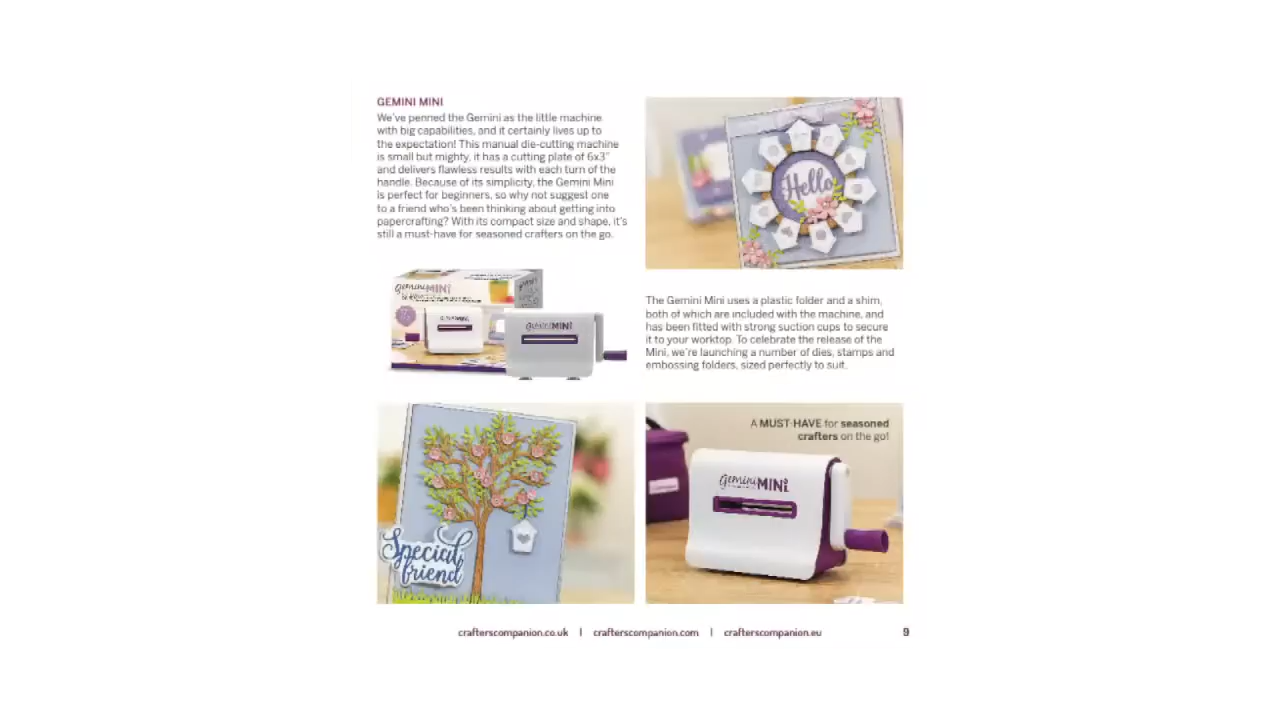 GEMINI MINI
We've penned the Gemini as the little machine
with big capabilities, and it certainly lives up to
the expectation! This manual die-cutting machine
is small but mighty, it has a cutting plate of 6x3"
and delivers flawless results with each turn of the
handle. Because of its simplicity, the Gemini Mini
is perfect for beginners, so why not suggest one
to a friend who's been thinking about getting into
papercrafting? With its compact size and shape, it's
still a must-have for seasoned crafters on the go.
Hello
gemini MINI
gemini MINI
gemini MINI
The Gemini Mini uses a plastic folder and a shim,
both of which are included with the machine, and
has been fitted with strong suction cups to secure
it to your worktop. To celebrate the release of the
Mini, we're launching a number of dies, stamps and
embossing folders, sized perfectly to suit.
Special
friend
A MUST-HAVE for seasoned
crafters on the go!
Gemini MINI
crafterscompanion.co.uk | crafterscompanion.com | crafterscompanion.eu 9